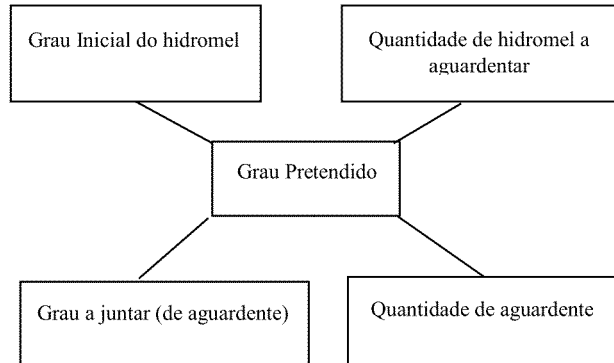 Grau Inicial do hidromel
Quantidade de hidromel a
aguardentar
Grau Pretendido
Grau a juntar (de aguardente)
Quantidade de aguardente